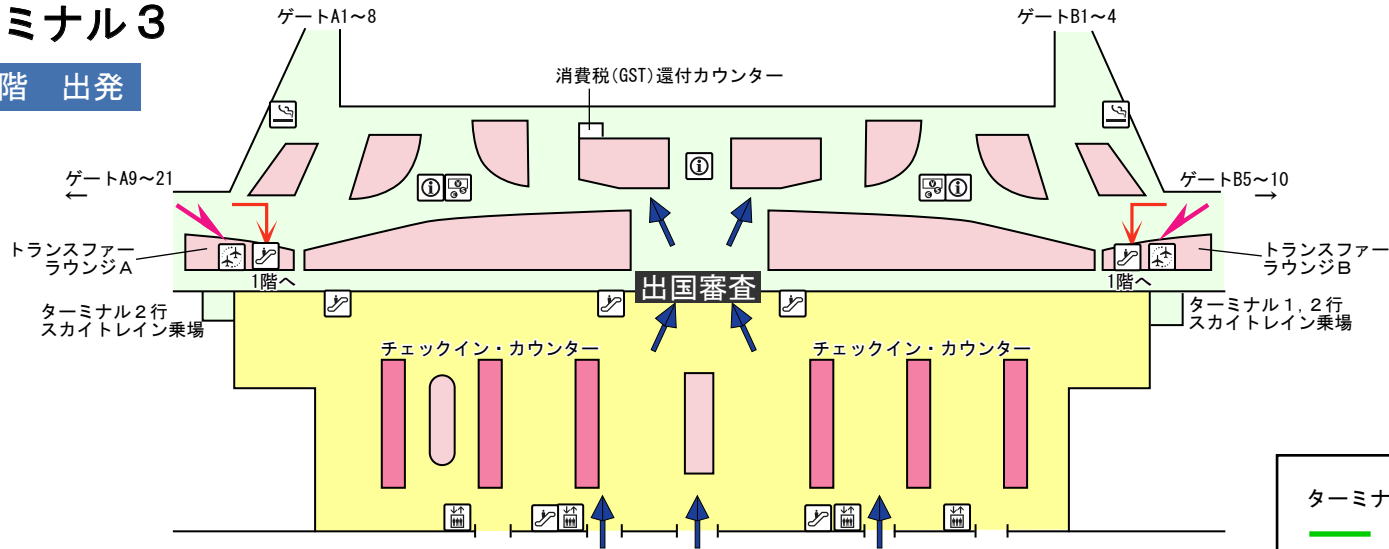 ミナル３
階　出発
ゲートA1～8
ゲートB1～4
消費税(GST)還付カウンター
ゲートA9～21
←
ゲートB5～10
→
トランスファー
ラウンジA
トランスファー
ラウンジB
1階へ
1階へ
出国審査
ターミナル２行
スカイトレイン乗場
ターミナル１,２行
スカイトレイン乗場
チェックイン・カウンター
チェックイン・カウンター
ターミナ